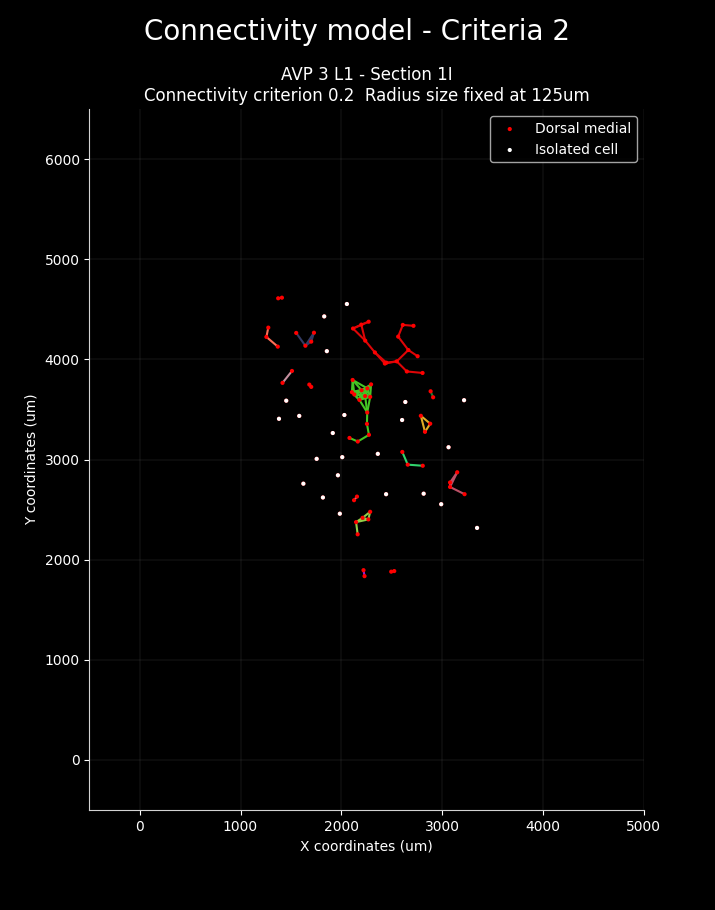 Connectivity model - Criteria 2
AVP 3 L1 - Section 1I
Connectivity criterion 0.2  Radius size fixed at 125um
Dorsal medial
Isolated cell
6000
5000
4000
3000
2000
1000
0
Y coordinates (um)
0
1000
2000
3000
4000
5000
X coordinates (um)